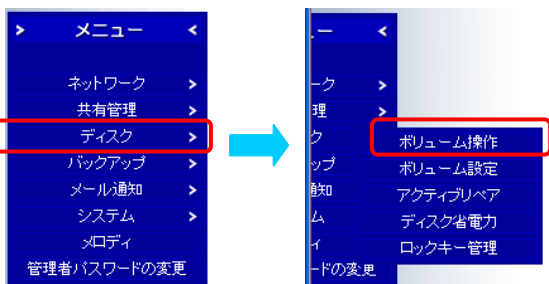 > メニュー <
ネットワーク >
共有管理 >
ディスク >
バックアップ >
メール通知 >
システム >
メロディ
管理者パスワードの変更
ー <
ーク >
理 >
ク
ップ
通知
ム
ィ
ードの変更
ボリューム操作
ボリューム設定
アクティブリペア
ディスク省電力
ロックキー管理